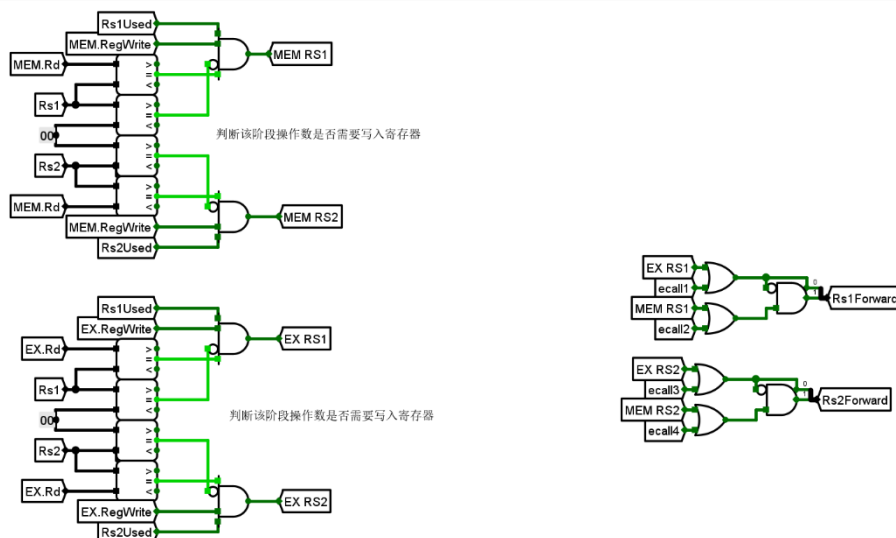 Rs1Used
MEM.RegWrite
MEM.Rd
>
=
<
MEM RS1
Rs1
>
=
<
00
判断该阶段操作数是否需要写入寄存器
Rs2
>
=
<
MEM.Rd
>
=
<
MEM RS2
MEM.RegWrite
Rs2Used
Rs1Used
EX.RegWrite
EX.Rd
>
=
<
EX RS1
Rs1
>
=
<
00
判断该阶段操作数是否需要写入寄存器
Rs2
>
=
<
EX.Rd
>
=
<
EX RS2
EX.RegWrite
Rs2Used
EX RS1
ecall1
MEM RS1
ecall2
0
1
Rs1Forward
EX RS2
ecall3
MEM RS2
ecall4
0
1
Rs2Forward